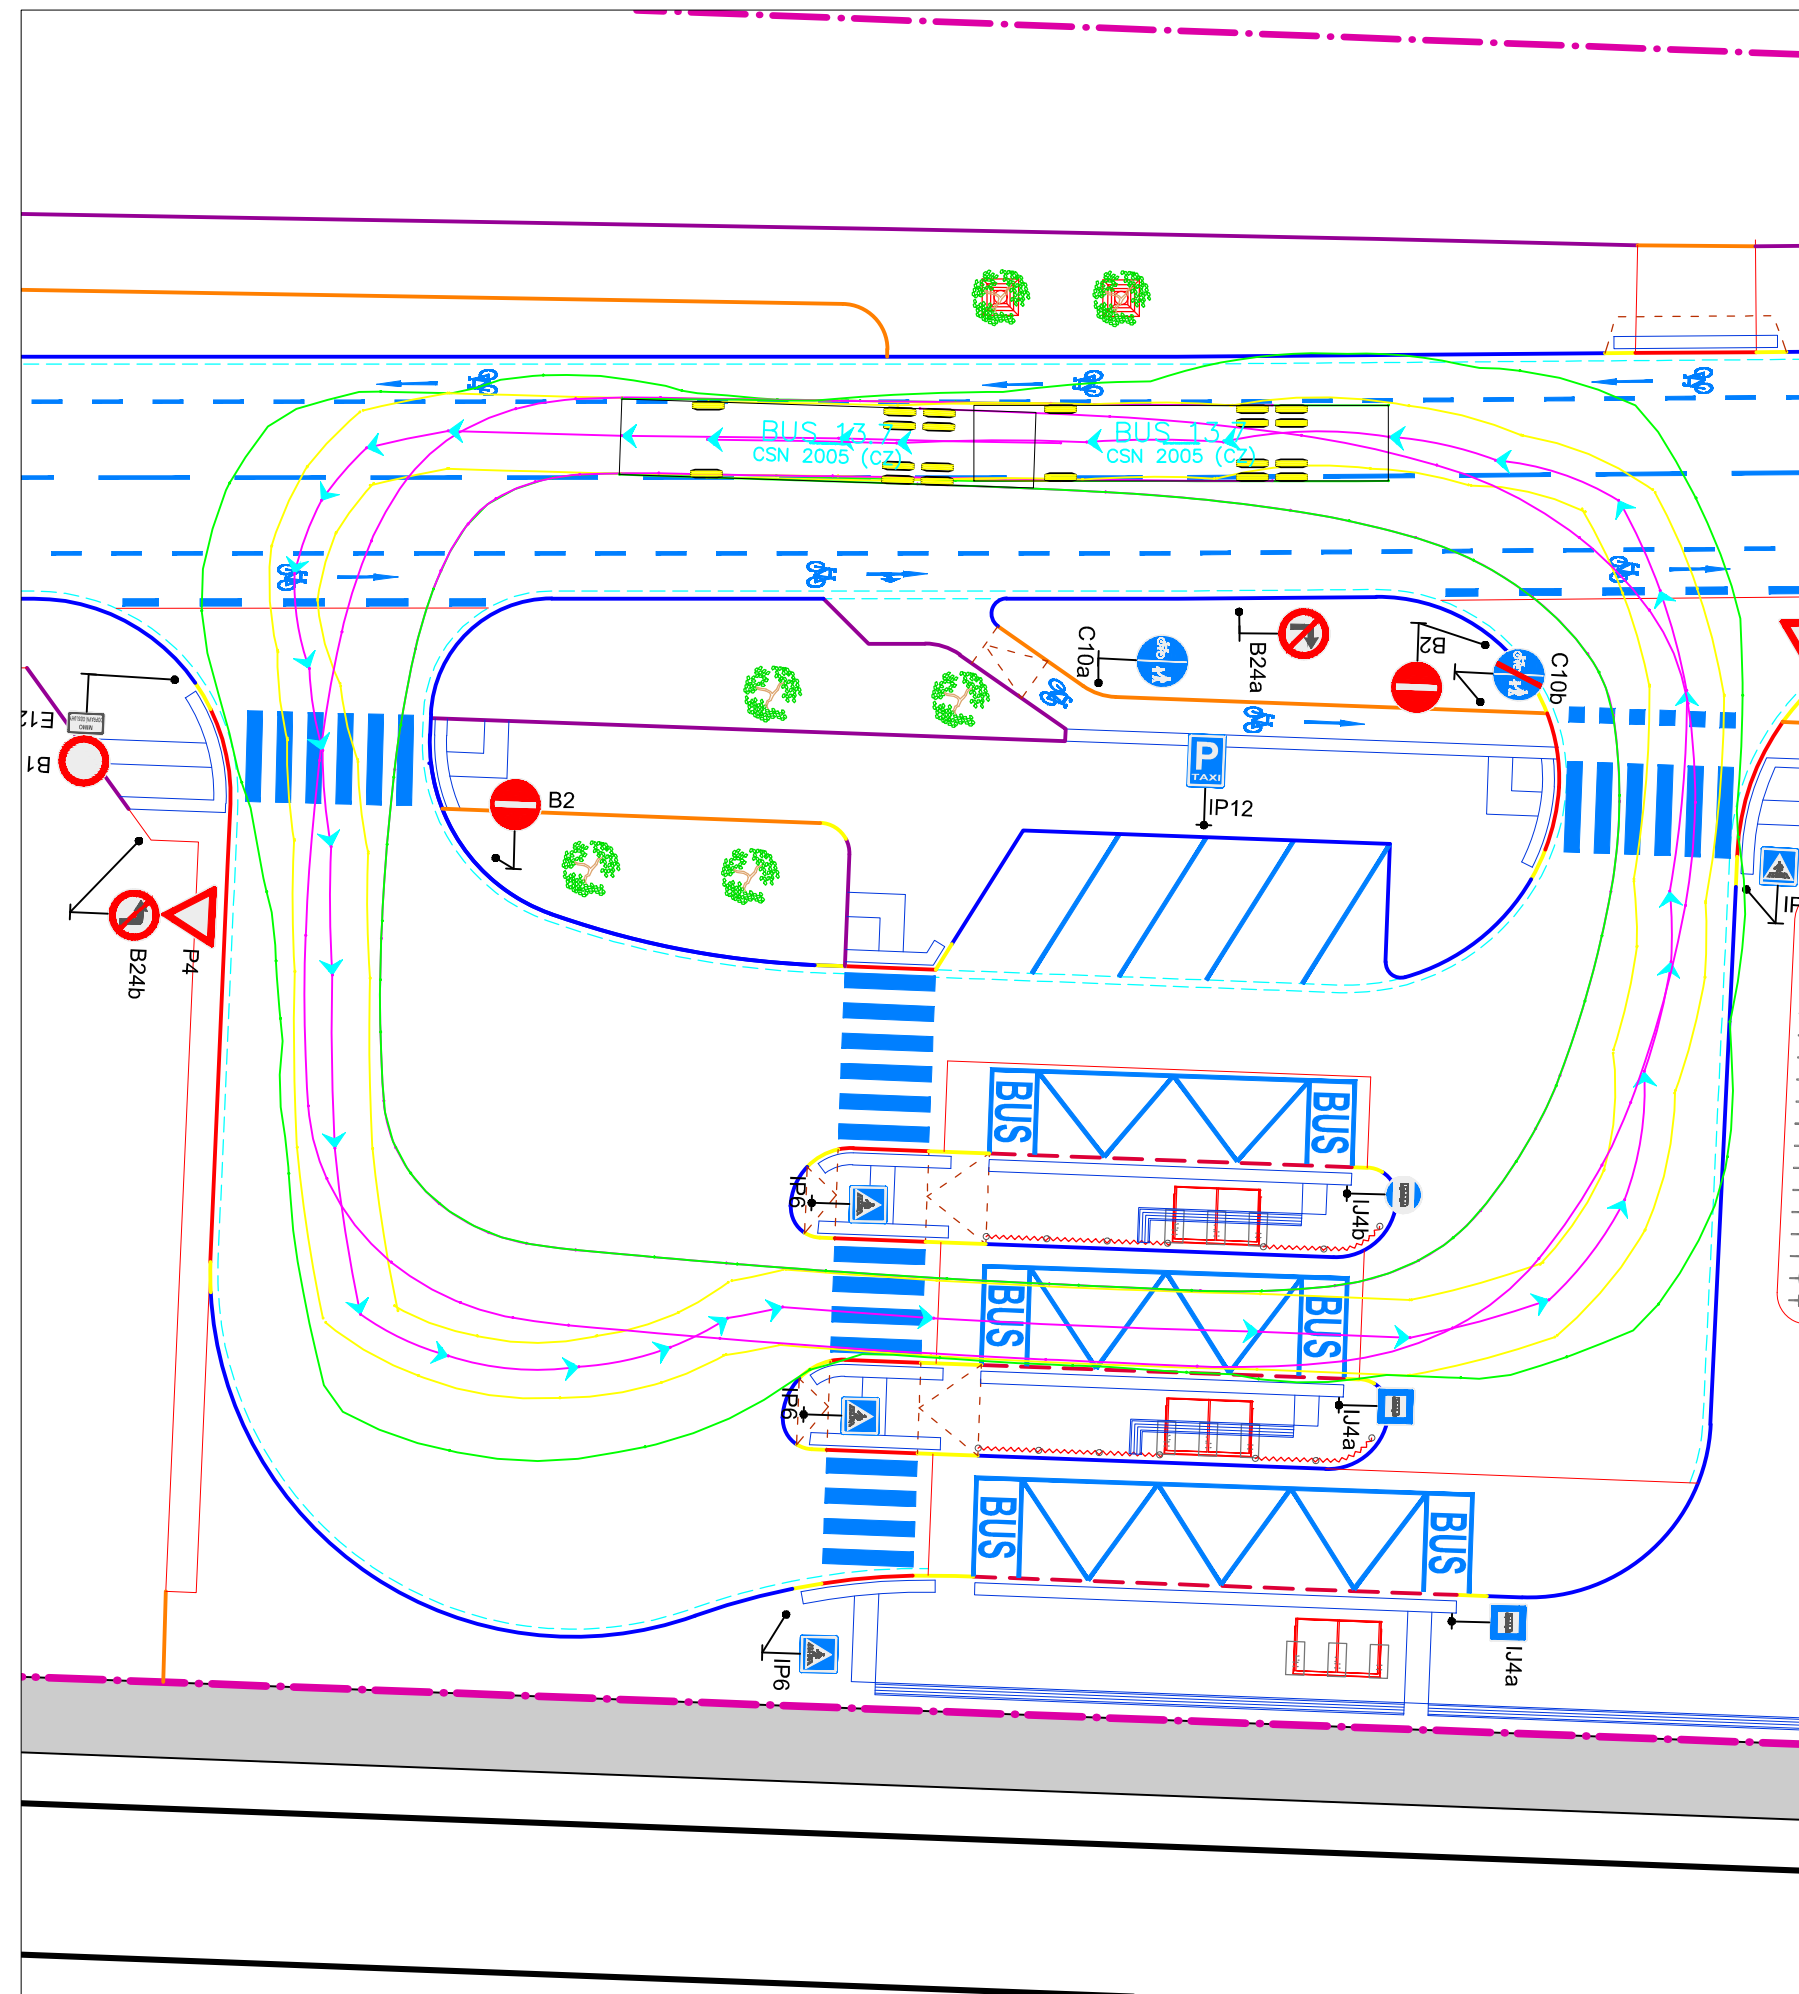 BUS 13.7
CSN 2005 (CZ)
BUS 13.7
CSN 2005 (CZ)
C10a
B24a
B2
C10b
E12
B1
B2
P
TAXI
IP12
B24b
P4
BUS
BUS
IP6
IJ4b
BUS
BUS
IP6
IJ4a
BUS
BUS
IP6
IJ4a